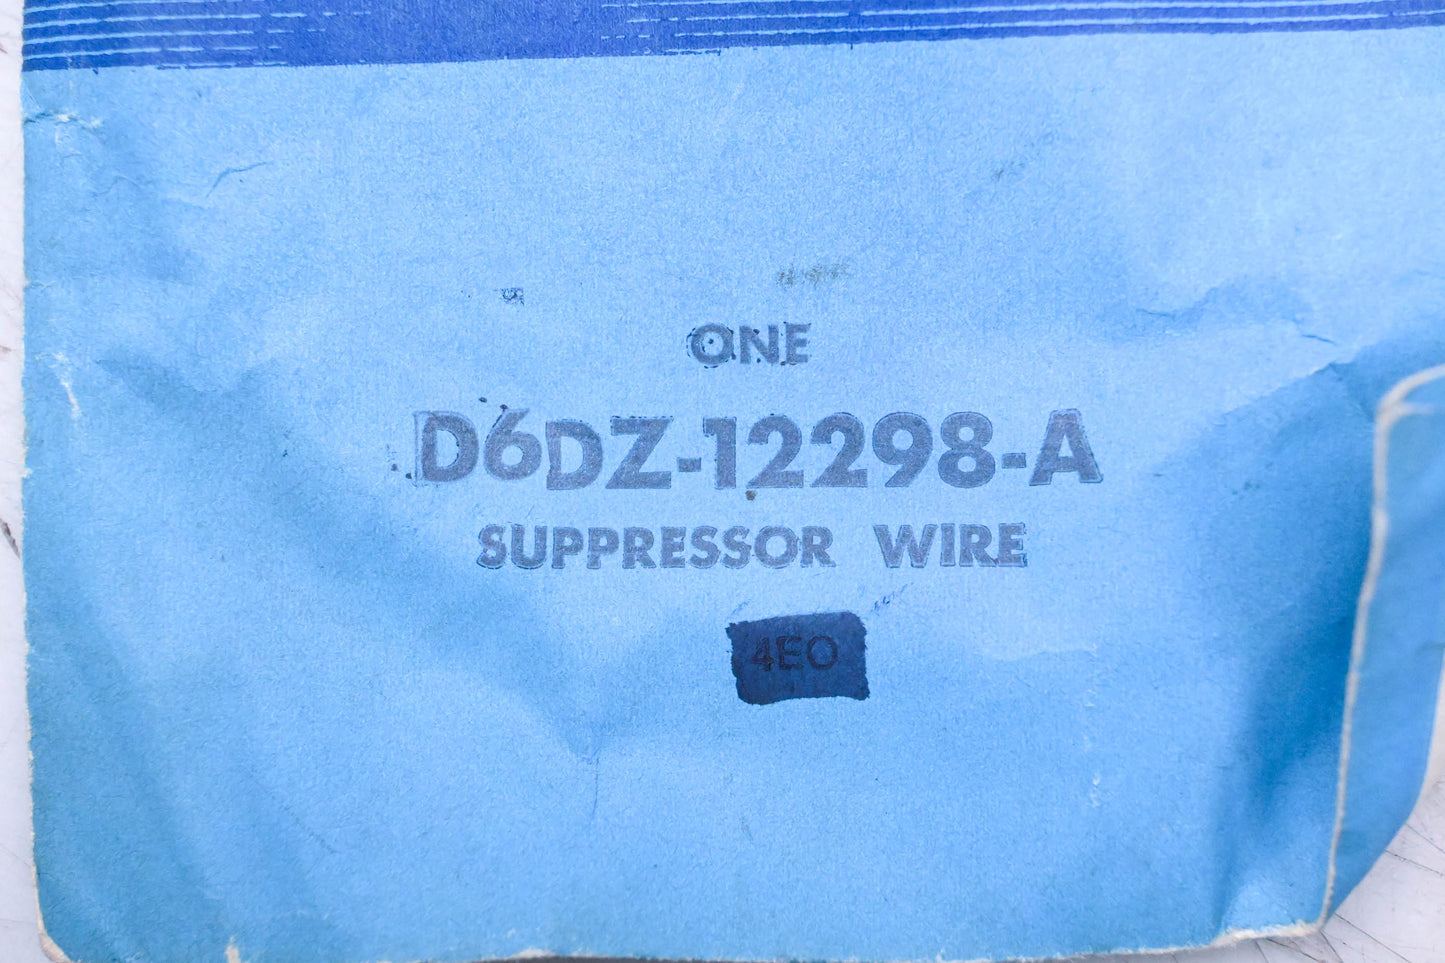 ONE
D6DZ-12298-A
SUPPRESSOR WIRE
4EO